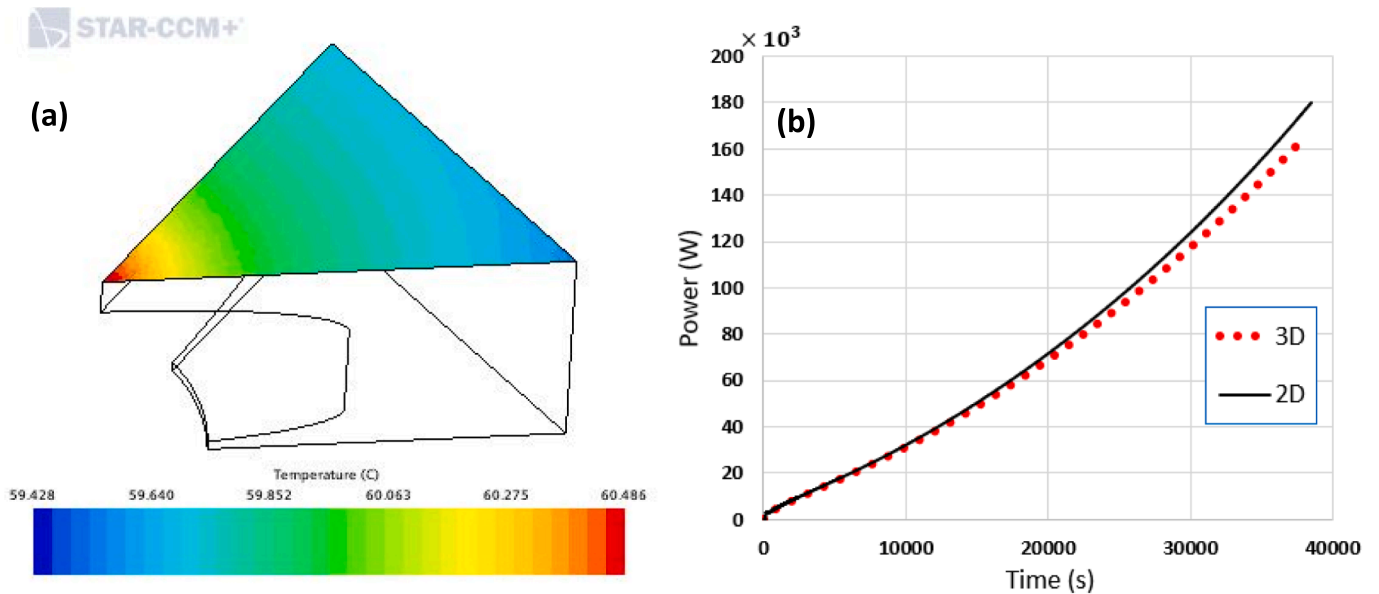 STAR-CCM+
(a)
Temperature (C)
59.428 59.640 59.852 60.063 60.275 60.486
× 10³
(b)
200
180
160
140
120
100
80
60
40
20
0
Power (W)
3D
2D
0 10000 20000 30000 40000
Time (s)